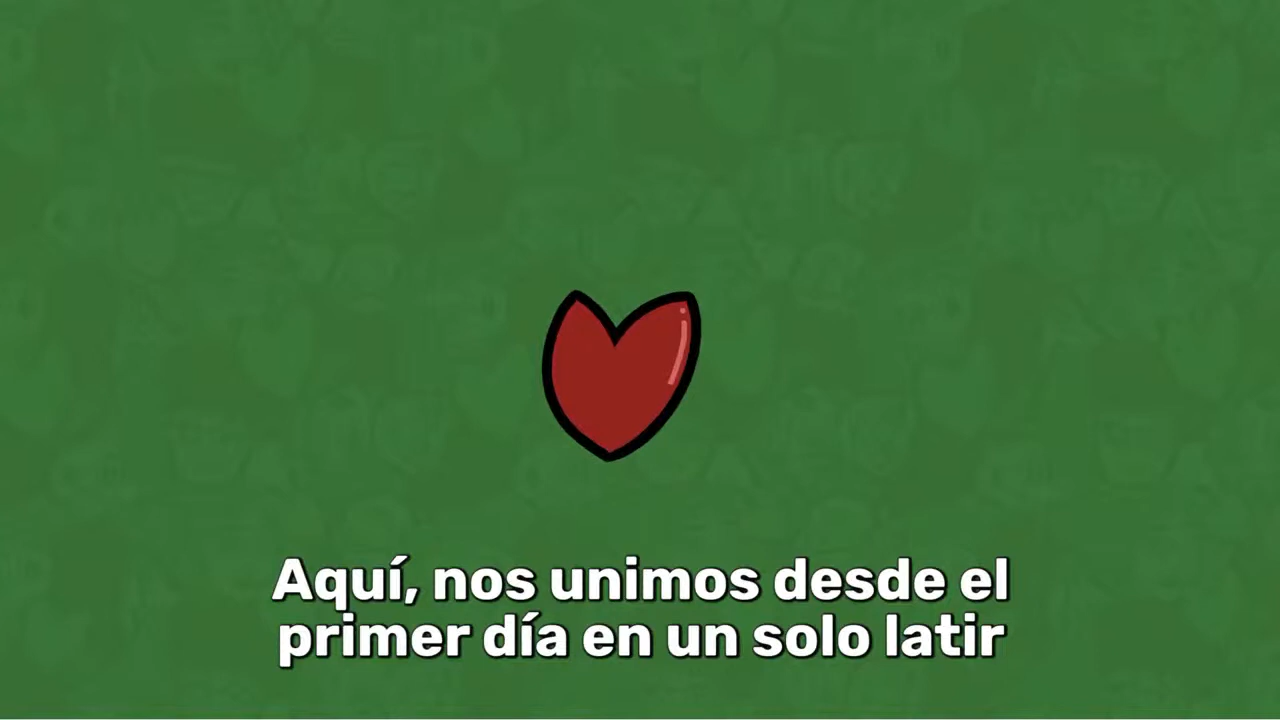 Aquí, nos unimos desde el
primer día en un solo latir